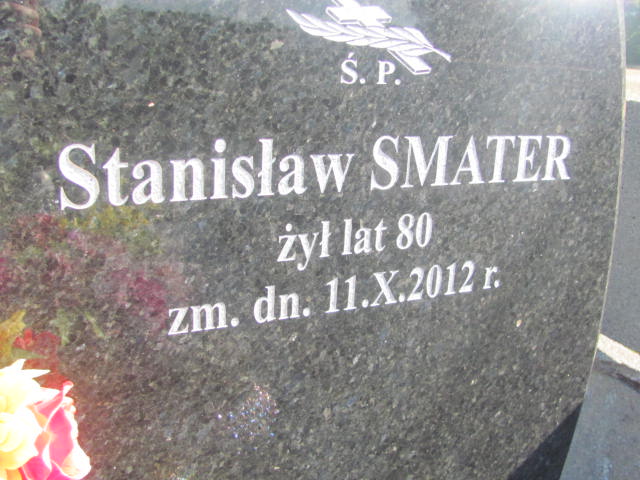 Ś. P.
Stanisław SMATER
żył lat 80
zm. dn. 11.X.2012 r.